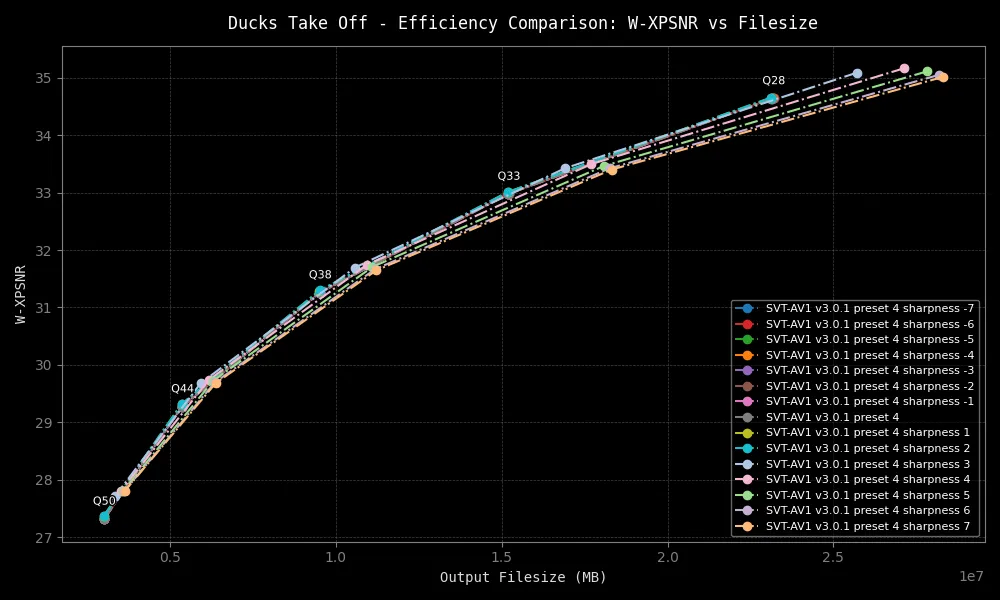 Ducks Take Off - Efficiency Comparison: W-XPSNR vs Filesize
35
34
33
32
31
30
29
28
27
W-XPSNR
Q28
Q33
Q38
Q44
Q50
SVT-AV1 v3.0.1 preset 4 sharpness -7
SVT-AV1 v3.0.1 preset 4 sharpness -6
SVT-AV1 v3.0.1 preset 4 sharpness -5
SVT-AV1 v3.0.1 preset 4 sharpness -4
SVT-AV1 v3.0.1 preset 4 sharpness -3
SVT-AV1 v3.0.1 preset 4 sharpness -2
SVT-AV1 v3.0.1 preset 4 sharpness -1
SVT-AV1 v3.0.1 preset 4
SVT-AV1 v3.0.1 preset 4 sharpness 1
SVT-AV1 v3.0.1 preset 4 sharpness 2
SVT-AV1 v3.0.1 preset 4 sharpness 3
SVT-AV1 v3.0.1 preset 4 sharpness 4
SVT-AV1 v3.0.1 preset 4 sharpness 5
SVT-AV1 v3.0.1 preset 4 sharpness 6
SVT-AV1 v3.0.1 preset 4 sharpness 7
0.5 1.0 1.5 2.0 2.5
1e7
Output Filesize (MB)